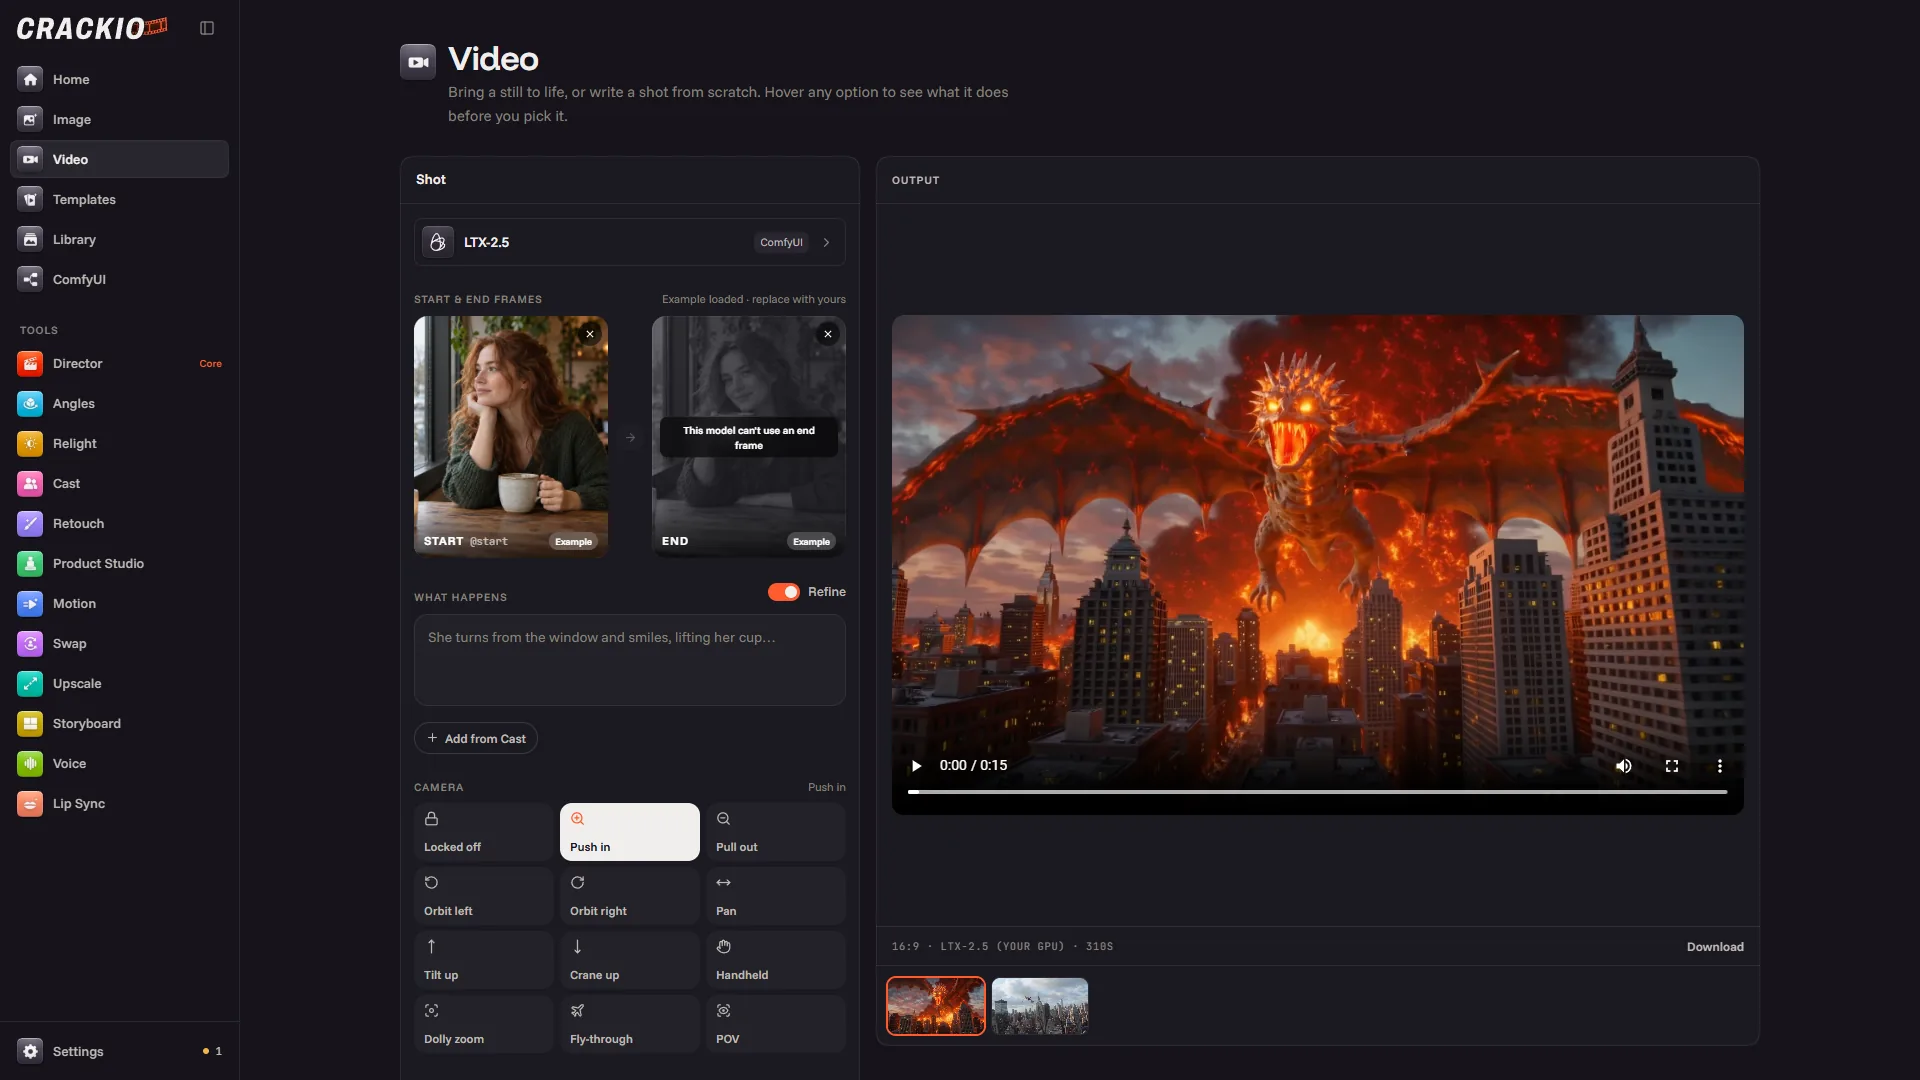 CRACKIO
Home
Image
Video
Templates
Library
ComfyUI
TOOLS
Director
Core
Angles
Relight
Cast
Retouch
Product Studio
Motion
Swap
Upscale
Storyboard
Voice
Lip Sync
Settings
1
Video
Bring a still to life, or write a shot from scratch. Hover any option to see what it does
before you pick it.
Shot
LTX-2.5
ComfyUI
START & END FRAMES
Example loaded · replace with yours
This model can't use an end
frame
START @start
Example
END
Example
WHAT HAPPENS
Refine
She turns from the window and smiles, lifting her cup...
+ Add from Cast
CAMERA
Push in
Locked off
Push in
Pull out
Orbit left
Orbit right
Pan
Tilt up
Crane up
Handheld
Dolly zoom
Fly-through
POV
OUTPUT
0:00 / 0:15
16:9 · LTX-2.5 (YOUR GPU) · 310S
Download